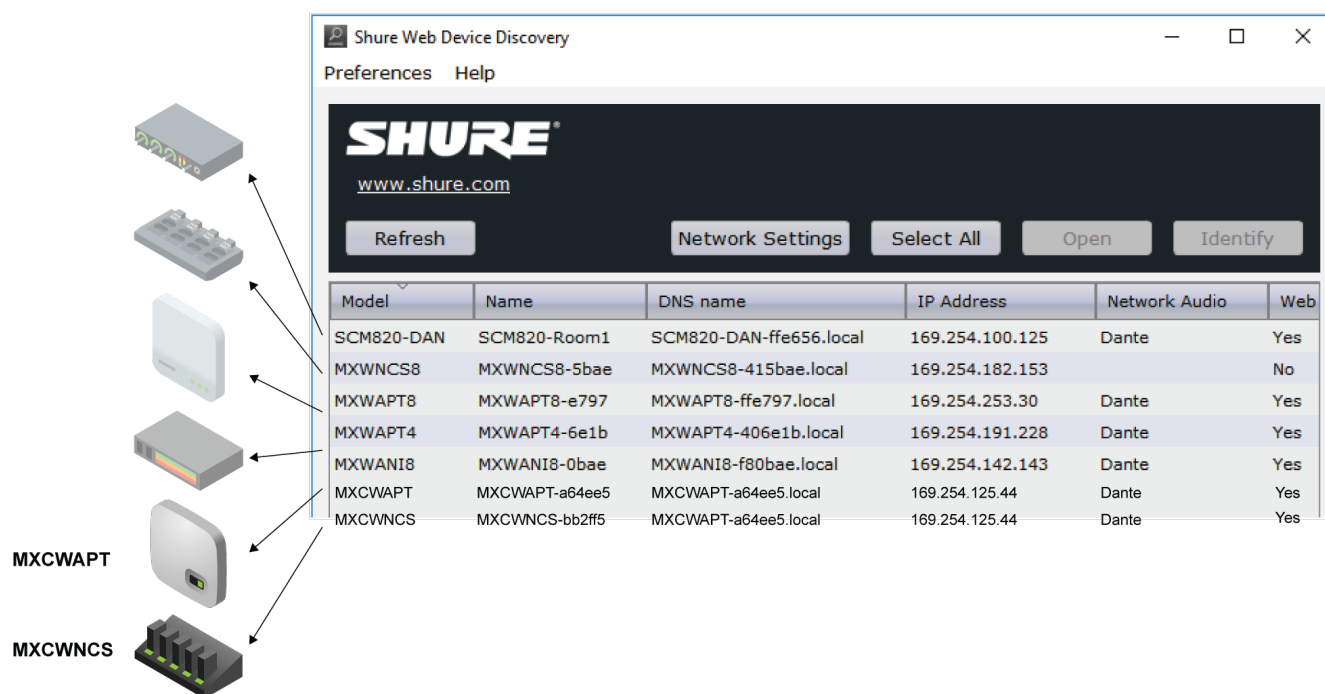 Shure Web Device Discovery
Preferences Help
SHURE®
www.shure.com
Refresh Network Settings Select All Open Identify
Model Name DNS name IP Address Network Audio Web
SCM820-DAN SCM820-Room1 SCM820-DAN-ffe656.local 169.254.100.125 Dante Yes
MXWNCS8 MXWNCS8-5bae MXWNCS8-415bae.local 169.254.182.153 No
MXWAPT8 MXWAPT8-e797 MXWAPT8-ffe797.local 169.254.253.30 Dante Yes
MXWAPT4 MXWAPT4-6e1b MXWAPT4-406e1b.local 169.254.191.228 Dante Yes
MXWANI8 MXWANI8-0bae MXWANI8-f80bae.local 169.254.142.143 Dante Yes
MXCWAPT MXCWAPT-a64ee5 MXCWAPT-a64ee5.local 169.254.125.44 Dante Yes
MXCWNCS MXCWNCS-bb2ff5 MXCWAPT-a64ee5.local 169.254.125.44 Dante Yes
MXCWAPT
MXCWNCS